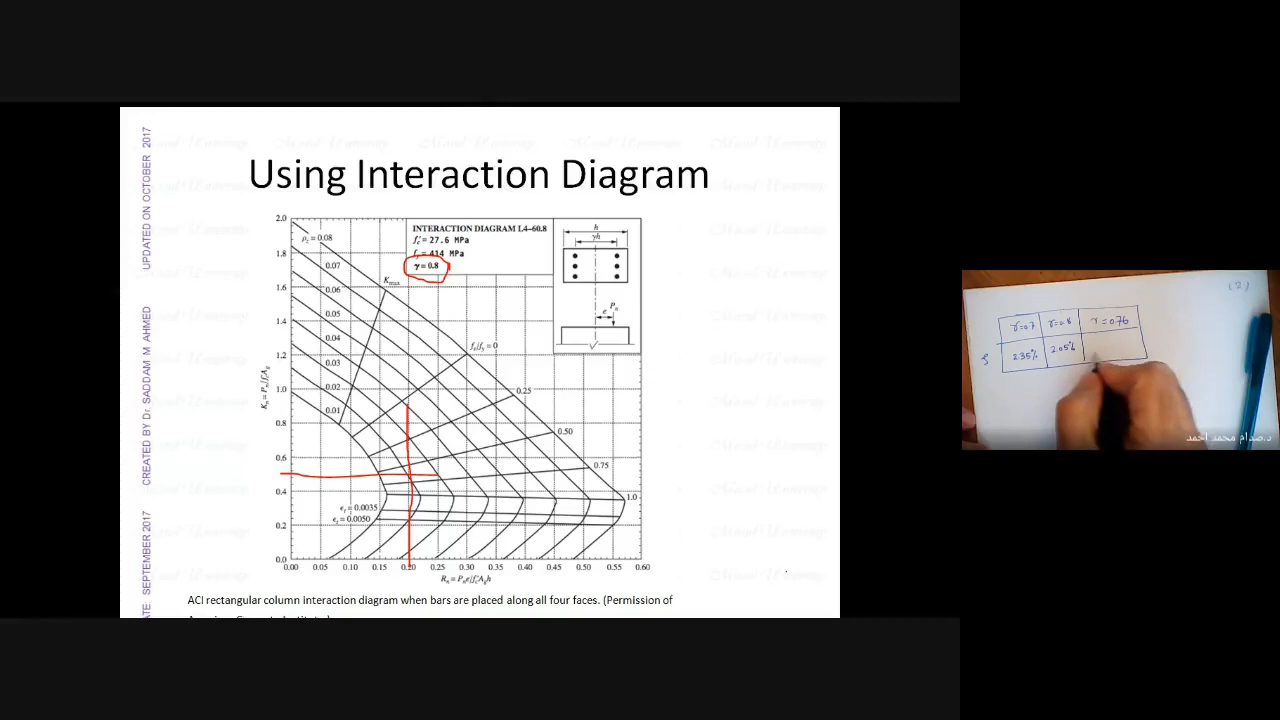 Using Interaction Diagram
UPDATED ON OCTOBER 2017
CREATED BY Dr. SADDAM M AHMED
SEPTEMBER 2017
INTERACTION DIAGRAM L4–60.8
f′c = 27.6 MPa
fy = 414 MPa
γ = 0.8
h
γh
Pn
e
ρz = 0.08
0.07
0.06
0.05
0.04
0.03
0.02
0.01
Kmax
fs/fy = 0
0.25
0.50
0.75
1.0
εt = 0.0035
εt = 0.0050
Kn = Pn/f′cAg
2.0
1.8
1.6
1.4
1.2
1.0
0.8
0.6
0.4
0.2
0.0
0.00 0.05 0.10 0.15 0.20 0.25 0.30 0.35 0.40 0.45 0.50 0.55 0.60
Rn = Pne/f′cAgh
ACI rectangular column interaction diagram when bars are placed along all four faces. (Permission of
(2)
γ=0.7 γ=0.8 γ=0.76
ρ 2.35% 2.05%
د.صدام محمد احمد